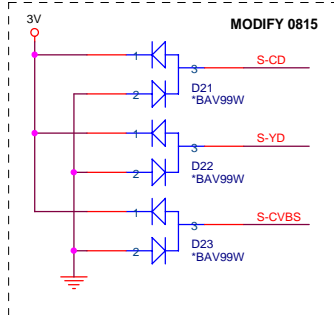 3V
MODIFY 0815
1
3
S-CD
2
D21
*BAV99W
1
3
S-YD
2
D22
*BAV99W
1
3
S-CVBS
2
D23
*BAV99W